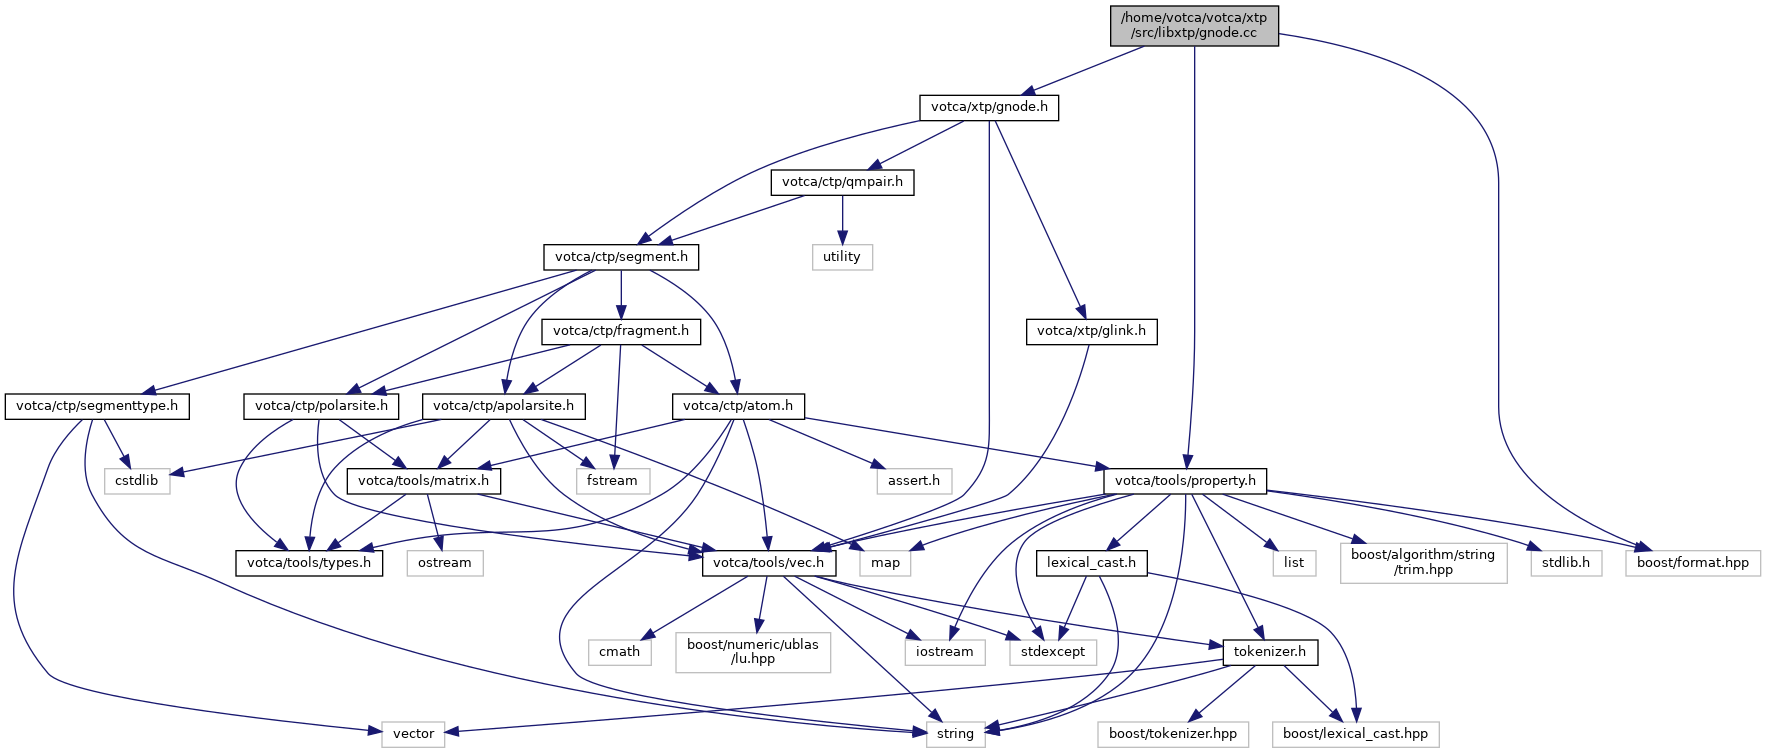 /home/votca/votca/xtp
/src/libxtp/gnode.cc
votca/xtp/gnode.h
votca/ctp/qmpair.h
votca/ctp/segment.h
utility
votca/ctp/fragment.h
votca/xtp/glink.h
votca/ctp/segmenttype.h
votca/ctp/polarsite.h
votca/ctp/apolarsite.h
votca/ctp/atom.h
cstdlib
votca/tools/matrix.h
fstream
assert.h
votca/tools/property.h
votca/tools/types.h
ostream
votca/tools/vec.h
map
lexical_cast.h
list
boost/algorithm/string
/trim.hpp
stdlib.h
boost/format.hpp
cmath
boost/numeric/ublas
/lu.hpp
iostream
stdexcept
tokenizer.h
vector
string
boost/tokenizer.hpp
boost/lexical_cast.hpp